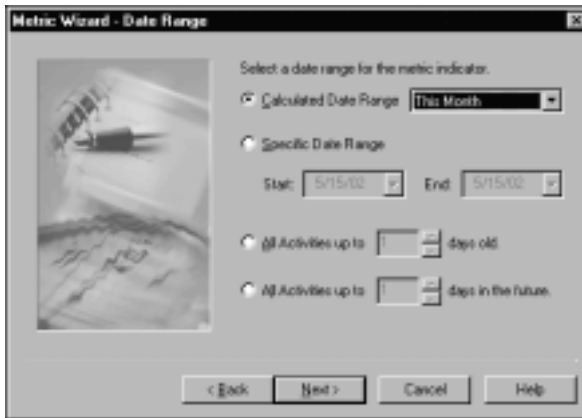 Metric Wizard - Date Range
Select a date range for the metric indicator.
Calculated Date Range This Month
Specific Date Range
Start: 5/15/02 End: 5/15/02
All Activities up to 1 days old.
All Activities up to 1 days in the future.
< Back Next > Cancel Help